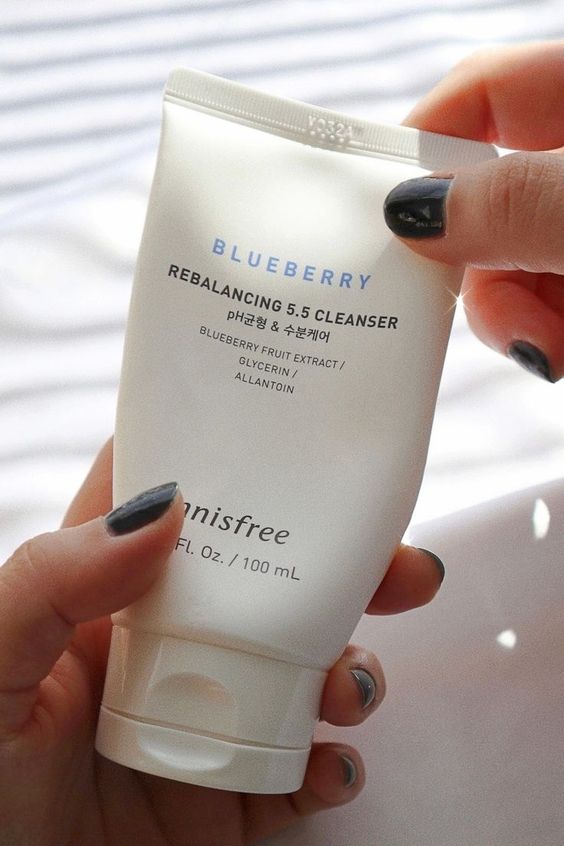 BLUEBERRY
REBALANCING 5.5 CLEANSER
pH균형 & 수분케어
BLUEBERRY FRUIT EXTRACT /
GLYCERIN /
ALLANTOIN
innisfree
Fl. Oz. / 100 mL